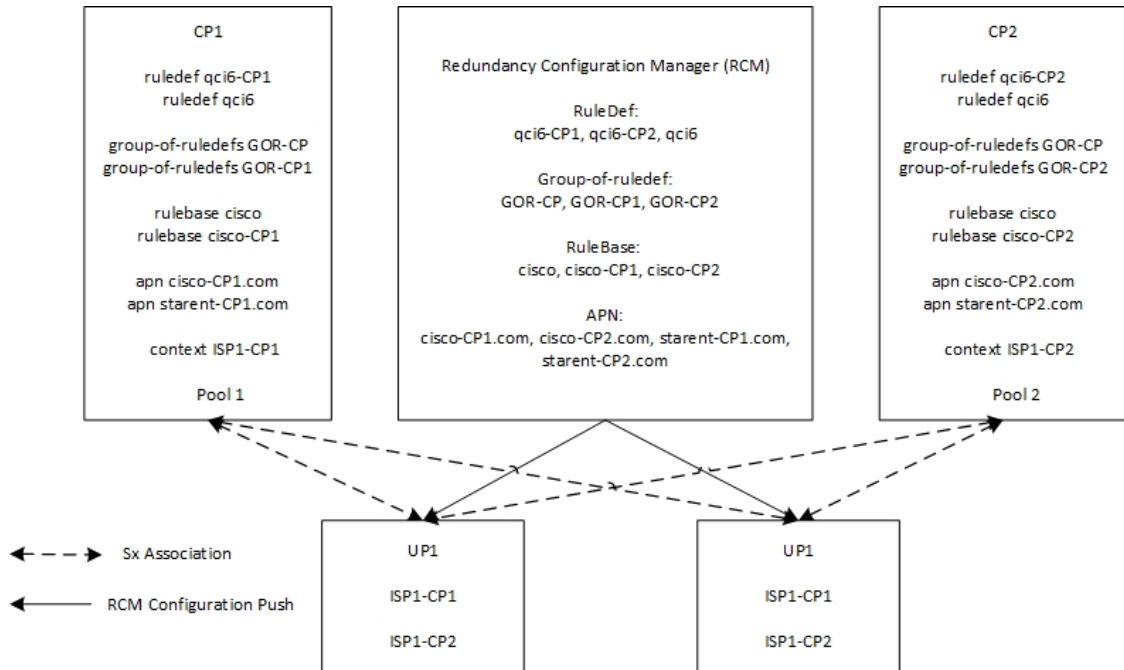 CP1
ruledef qci6-CP1
ruledef qci6
group-of-ruledefs GOR-CP
group-of-ruledefs GOR-CP1
rulebase cisco
rulebase cisco-CP1
apn cisco-CP1.com
apn starent-CP1.com
context ISP1-CP1
Pool 1
Redundancy Configuration Manager (RCM)
RuleDef:
qci6-CP1, qci6-CP2, qci6
Group-of-ruledef:
GOR-CP, GOR-CP1, GOR-CP2
RuleBase:
cisco, cisco-CP1, cisco-CP2
APN:
cisco-CP1.com, cisco-CP2.com, starent-CP1.com,
starent-CP2.com
CP2
ruledef qci6-CP2
ruledef qci6
group-of-ruledefs GOR-CP
group-of-ruledefs GOR-CP2
rulebase cisco
rulebase cisco-CP2
apn cisco-CP2.com
apn starent-CP2.com
context ISP1-CP2
Pool 2
Sx Association
RCM Configuration Push
UP1
ISP1-CP1
ISP1-CP2
UP1
ISP1-CP1
ISP1-CP2